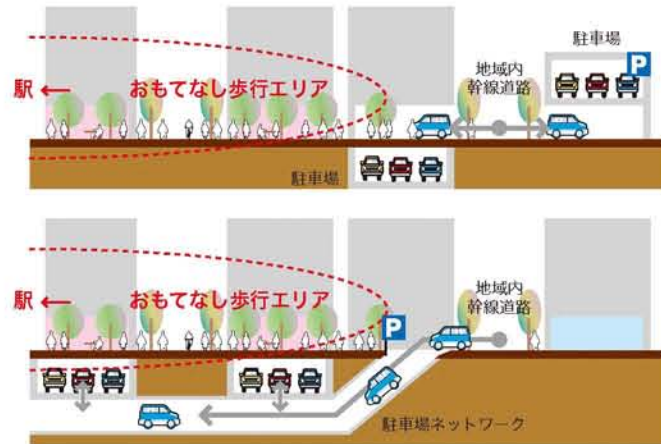 駐車場
P
地域内
幹線道路
駅 ← おもてなし歩行エリア
駐車場
地域内
幹線道路
駅 ← おもてなし歩行エリア
P
駐車場ネットワーク